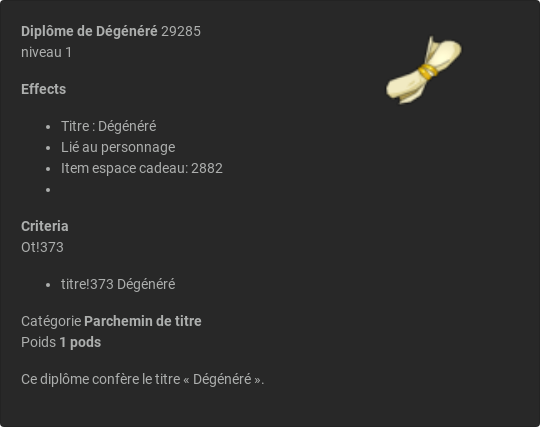 Diplôme de Dégénéré 29285
niveau 1
Effects
• Titre : Dégénéré
• Lié au personnage
• Item espace cadeau: 2882
•
Criteria
Ot!373
• titre!373 Dégénéré
Catégorie Parchemin de titre
Poids 1 pods
Ce diplôme confère le titre « Dégénéré ».